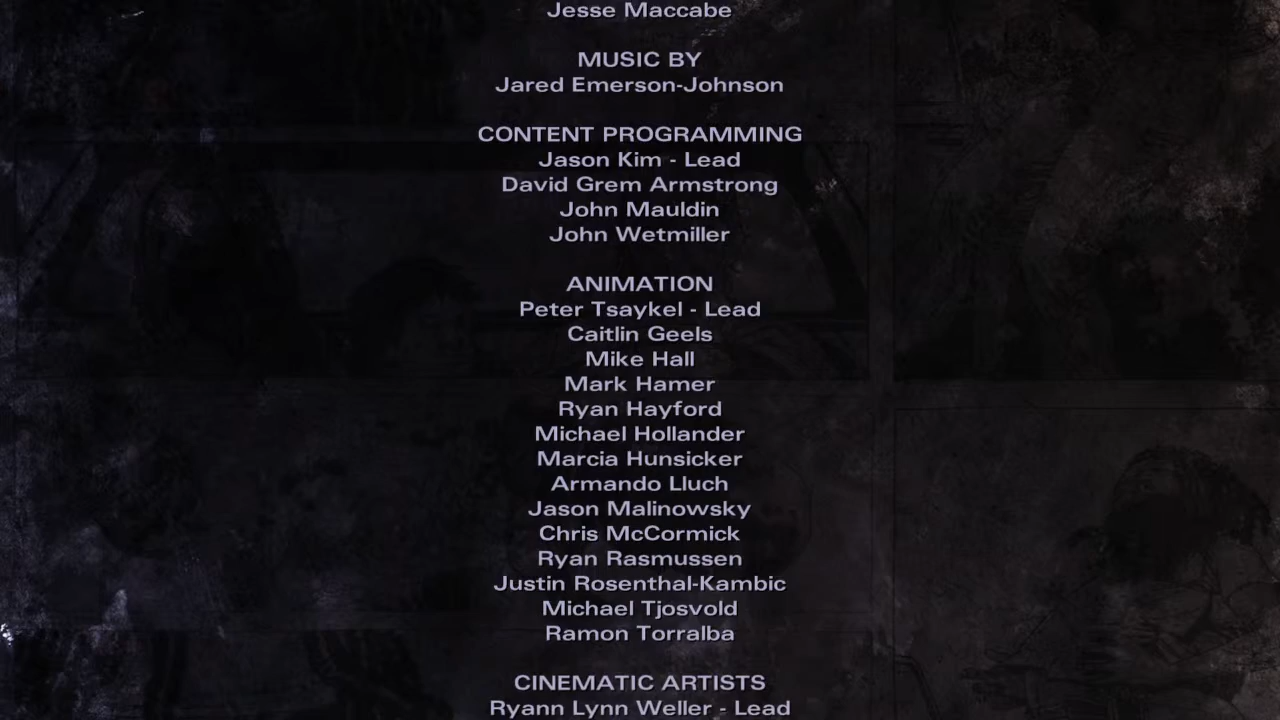 Jesse Maccabe
MUSIC BY
Jared Emerson-Johnson
CONTENT PROGRAMMING
Jason Kim - Lead
David Grem Armstrong
John Mauldin
John Wetmiller
ANIMATION
Peter Tsaykel - Lead
Caitlin Geels
Mike Hall
Mark Hamer
Ryan Hayford
Michael Hollander
Marcia Hunsicker
Armando Lluch
Jason Malinowsky
Chris McCormick
Ryan Rasmussen
Justin Rosenthal-Kambic
Michael Tjosvold
Ramon Torralba
CINEMATIC ARTISTS
Ryann Lynn Weller - Lead